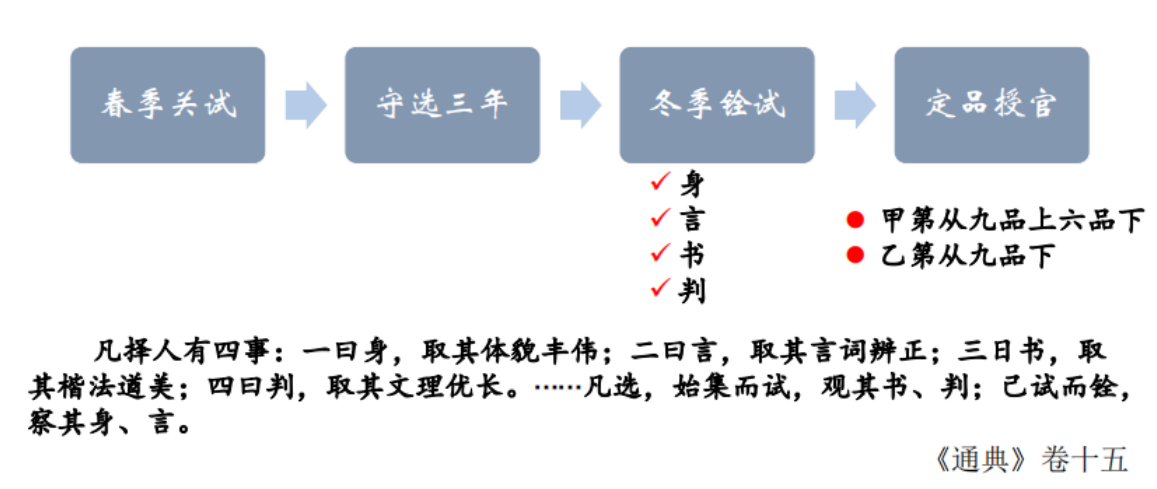 春季关试
守选三年
冬季铨试
定品授官
身
言
书
判
甲第从九品上六品下
乙第从九品下
凡择人有四事：一曰身，取其体貌丰伟；二曰言，取其言词辨正；三日书，取
其楷法道美；四曰判，取其文理优长。……凡选，始集而试，观其书、判；己试而铨，
察其身、言。
《通典》卷十五